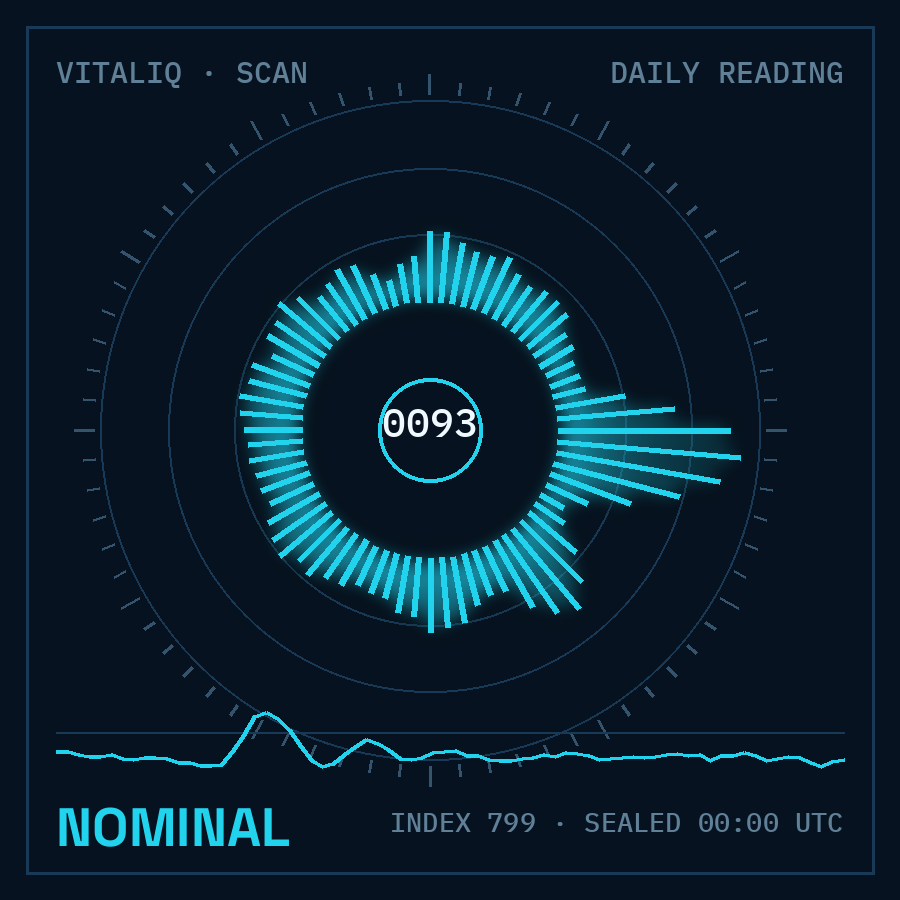 VITALIQ · SCAN
DAILY READING
0093
NOMINAL
INDEX 799 · SEALED 00:00 UTC